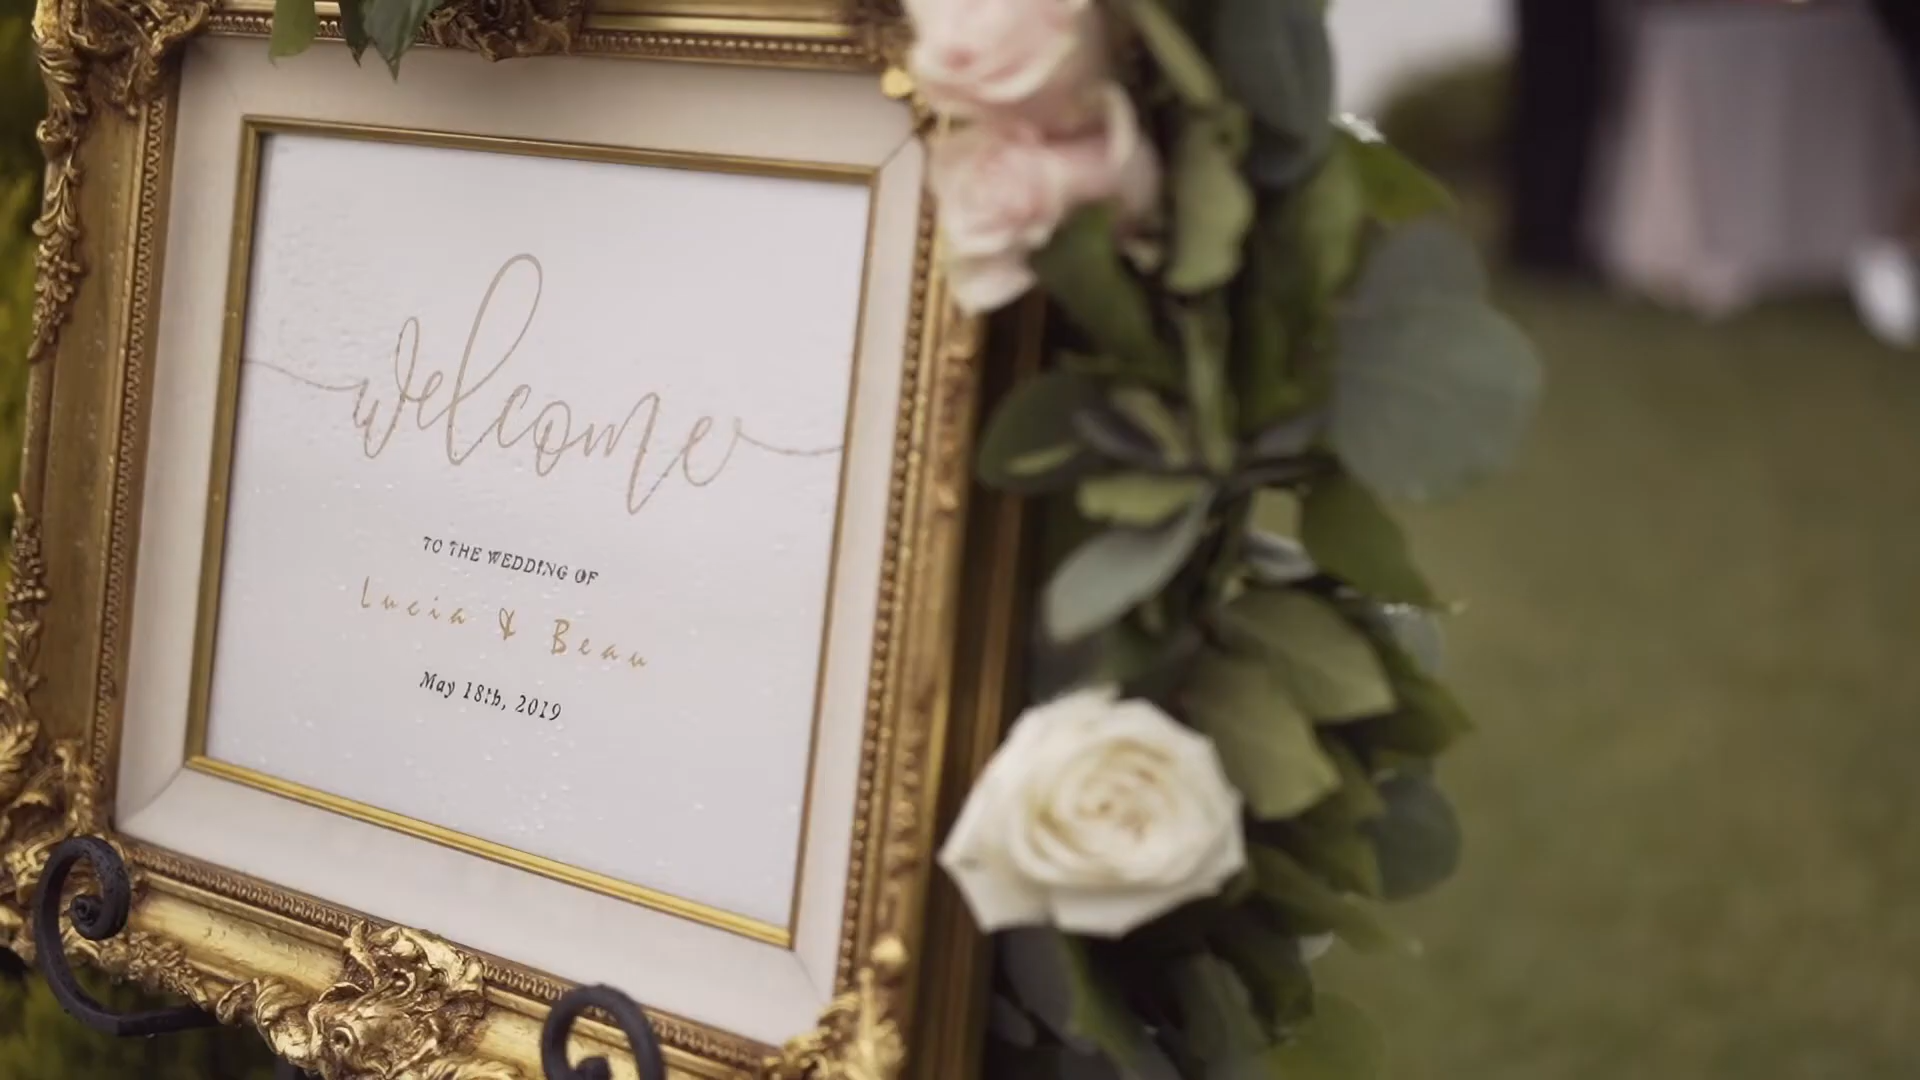 welcome
TO THE WEDDING OF
Lucia & Beau
May 18th, 2019